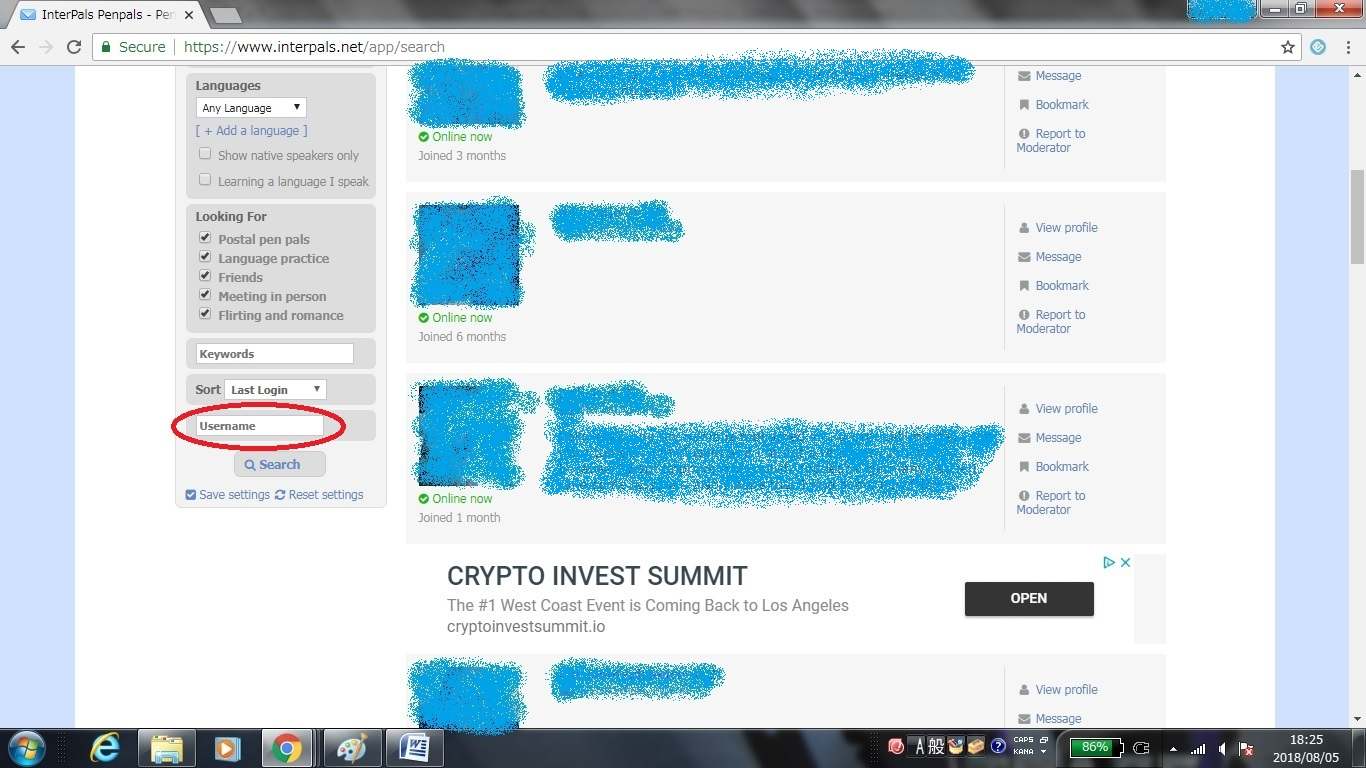 InterPals Penpals - Pen
Secure
https://www.interpals.net/app/search
Languages
Any Language
[ + Add a language ]
Show native speakers only
Learning a language I speak
Looking For
Postal pen pals
Language practice
Friends
Meeting in person
Flirting and romance
Keywords
Sort Last Login
Username
Search
Save settings Reset settings
Online now
Joined 3 months
Message
Bookmark
Report to
Moderator
Online now
Joined 6 months
View profile
Message
Bookmark
Report to
Moderator
Online now
Joined 1 month
View profile
Message
Bookmark
Report to
Moderator
CRYPTO INVEST SUMMIT
The #1 West Coast Event is Coming Back to Los Angeles
cryptoinvestsummit.io
OPEN
View profile
Message
A 般
CAPS
KANA
86%
18:25
2018/08/05